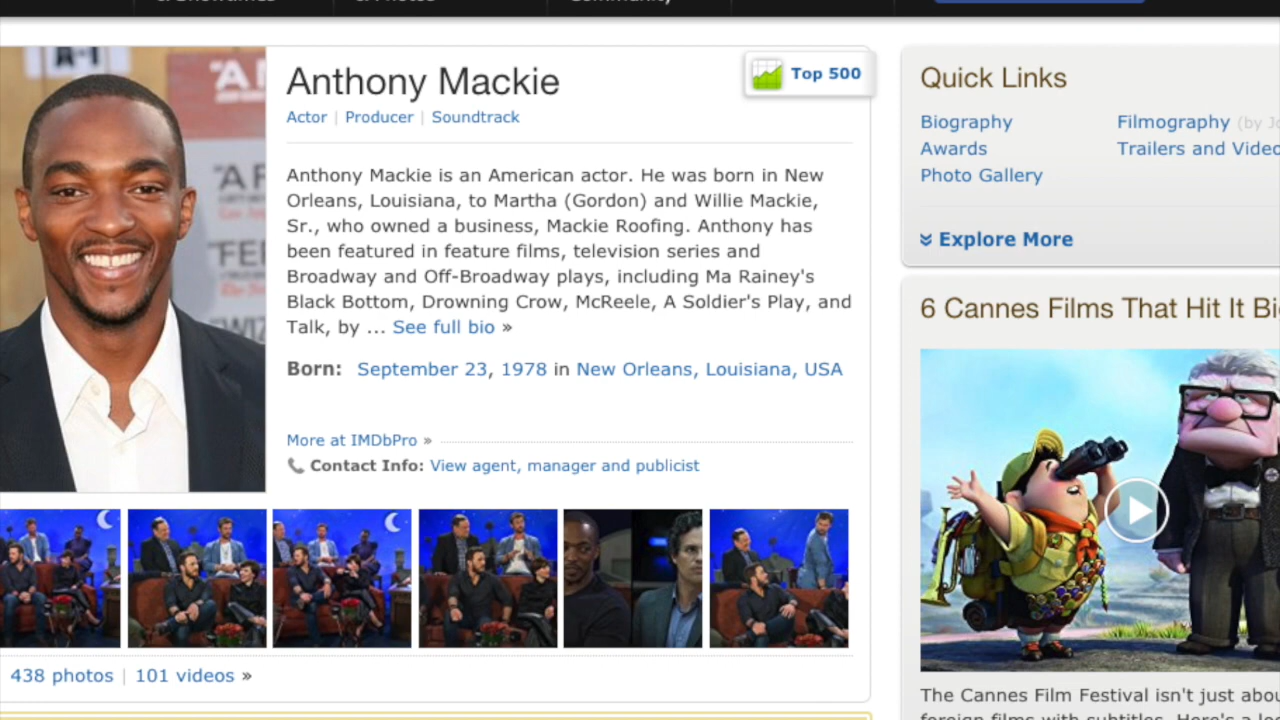 Anthony Mackie
Top 500
Actor | Producer | Soundtrack
Anthony Mackie is an American actor. He was born in New
Orleans, Louisiana, to Martha (Gordon) and Willie Mackie,
Sr., who owned a business, Mackie Roofing. Anthony has
been featured in feature films, television series and
Broadway and Off-Broadway plays, including Ma Rainey's
Black Bottom, Drowning Crow, McReele, A Soldier's Play, and
Talk, by ... See full bio »
Born: September 23, 1978 in New Orleans, Louisiana, USA
More at IMDbPro »
Contact Info: View agent, manager and publicist
438 photos | 101 videos »
Quick Links
Biography
Filmography (by
Awards
Trailers and
Photo Gallery
Explore More
6 Cannes Films That Hit It
The Cannes Film Festival isn't just